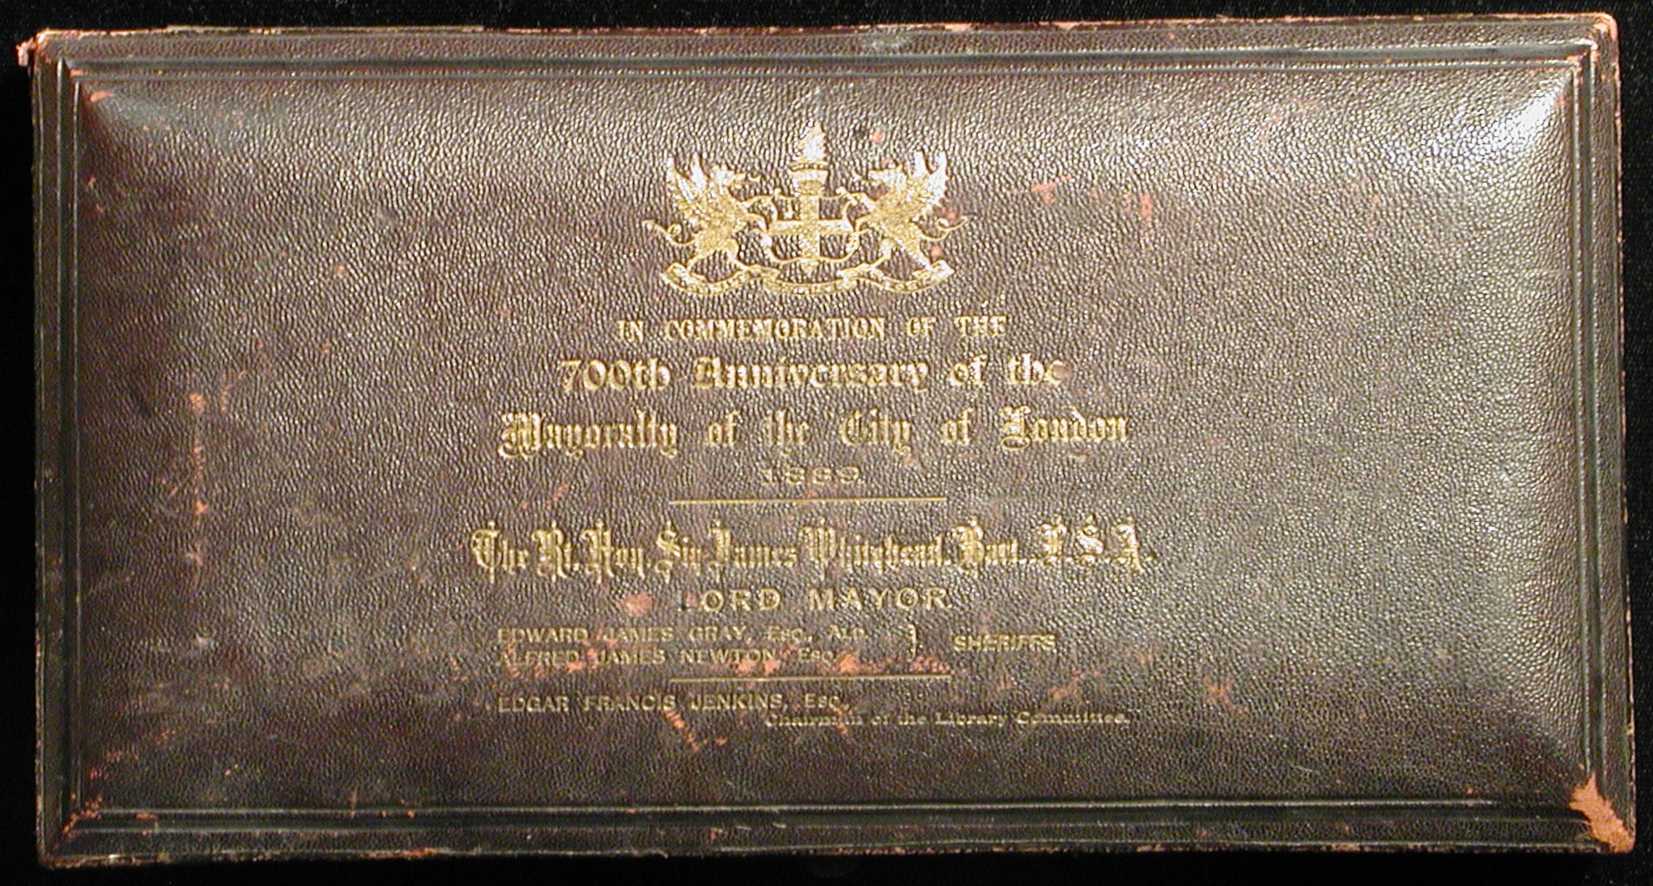 IN COMMEMORATION OF THE
700th Anniversary of the
Mayoralty of the City of London
1889
The Rt. Hon. Sir James Whitehead, Bart., F.S.A.
LORD MAYOR
EDWARD JAMES GRAY, Esq., Ald. } SHERIFFS
ALFRED JAMES NEWTON, Esq.
EDGAR FRANCIS JENKINS, Esq.,
Chairman of the Library Committee.